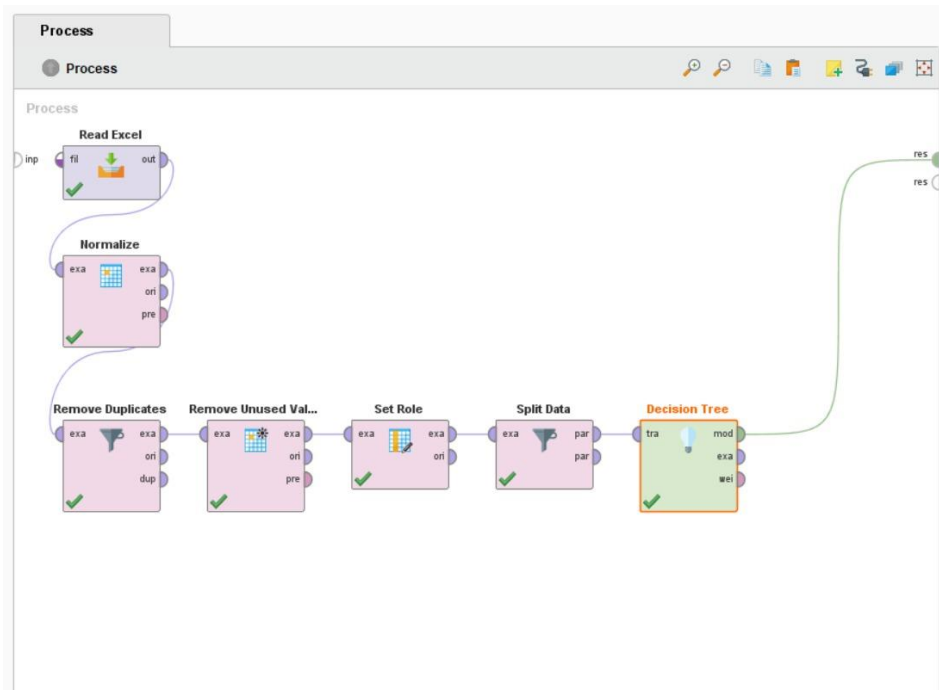 Process
Process
Process
Read Excel
inp fil out
res
res
Normalize
exa exa
ori
pre
Remove Duplicates Remove Unused Val... Set Role Split Data Decision Tree
exa exa exa exa exa exa exa par tra mod
ori ori ori par exa
dup pre wei